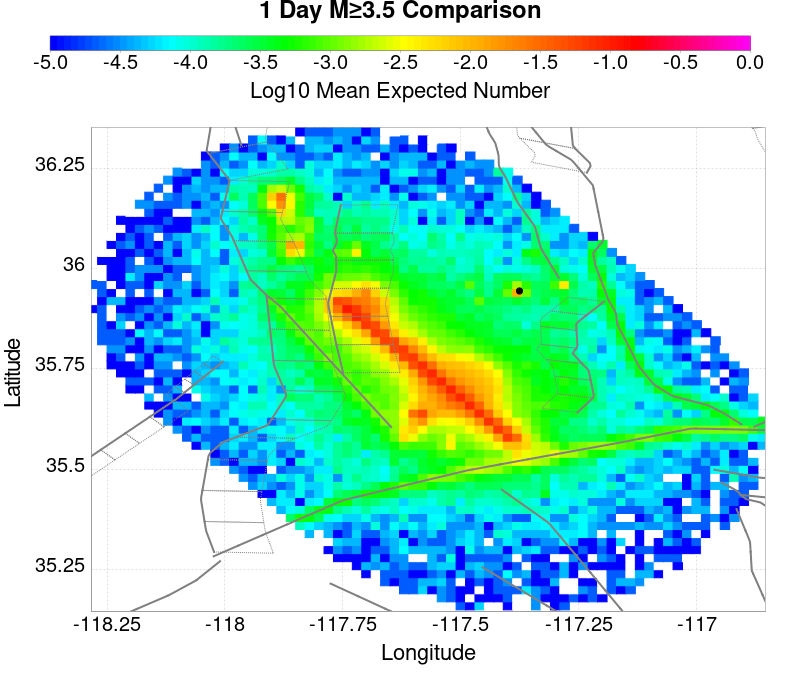 1 Day M≥3.5 Comparison
-5.0 -4.5 -4.0 -3.5 -3.0 -2.5 -2.0 -1.5 -1.0 -0.5 0.0
Log10 Mean Expected Number
36.25
36
35.75
35.5
35.25
Latitude
-118.25 -118 -117.75 -117.5 -117.25 -117
Longitude